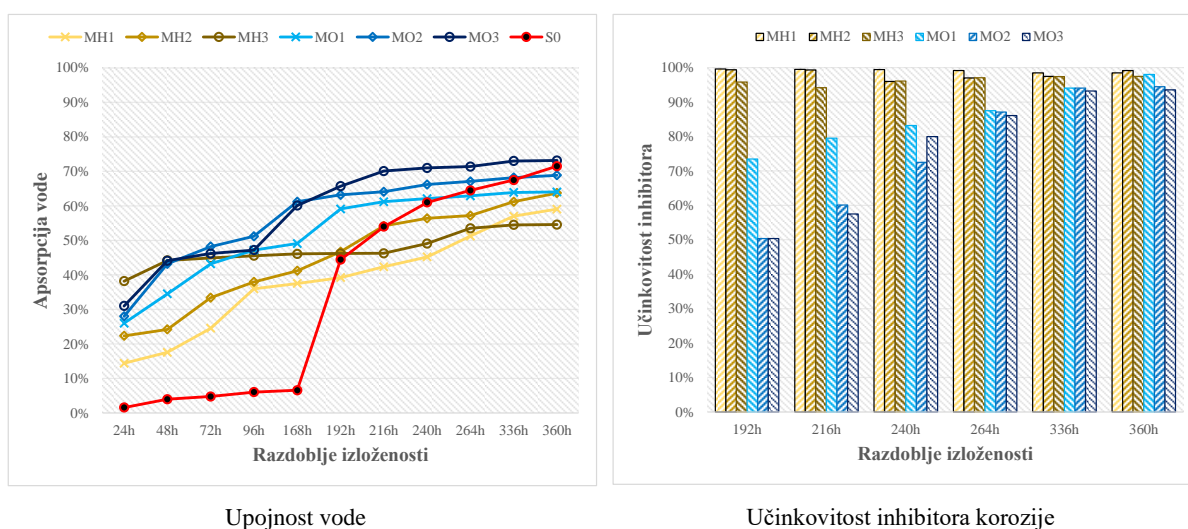 MH1 MH2 MH3 MO1 MO2 MO3 S0
100%
90%
80%
70%
60%
50%
40%
30%
20%
10%
0%
Apsorpcija vode
24h 48h 72h 96h 168h 192h 216h 240h 264h 336h 360h
Razdoblje izloženosti
Upojnost vode
MH1 MH2 MH3 MO1 MO2 MO3
100%
90%
80%
70%
60%
50%
40%
30%
20%
10%
0%
Učinkovitost inhibitora
192h 216h 240h 264h 336h 360h
Razdoblje izloženosti
Učinkovitost inhibitora korozije